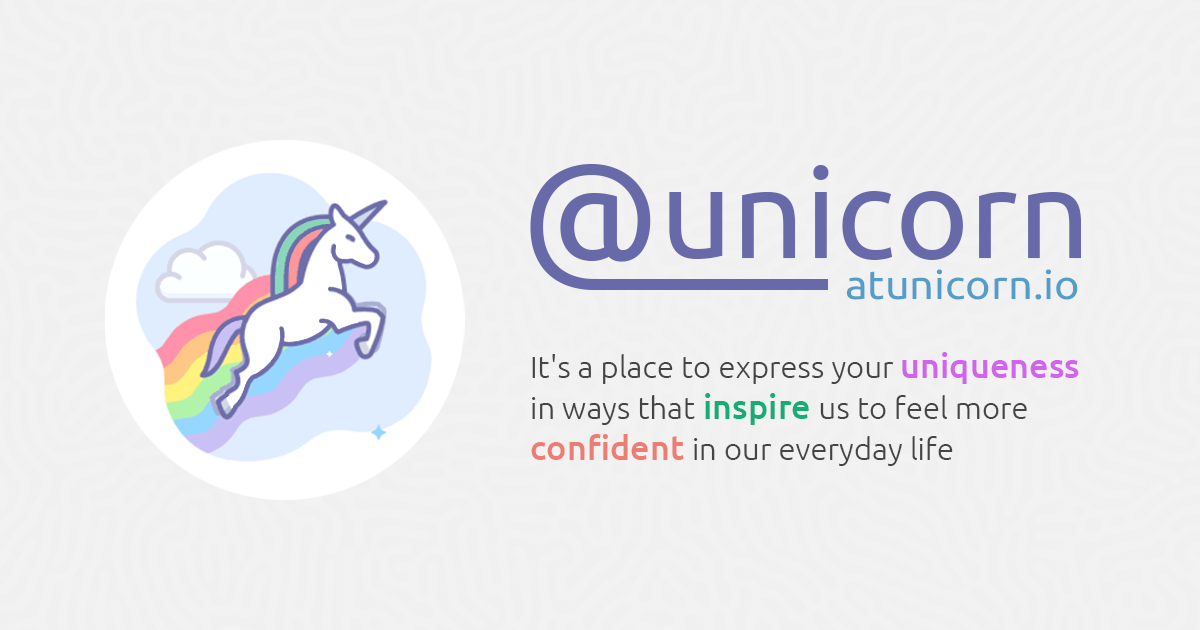 @unicorn
atunicorn.io
It's a place to express your uniqueness
in ways that inspire us to feel more
confident in our everyday life